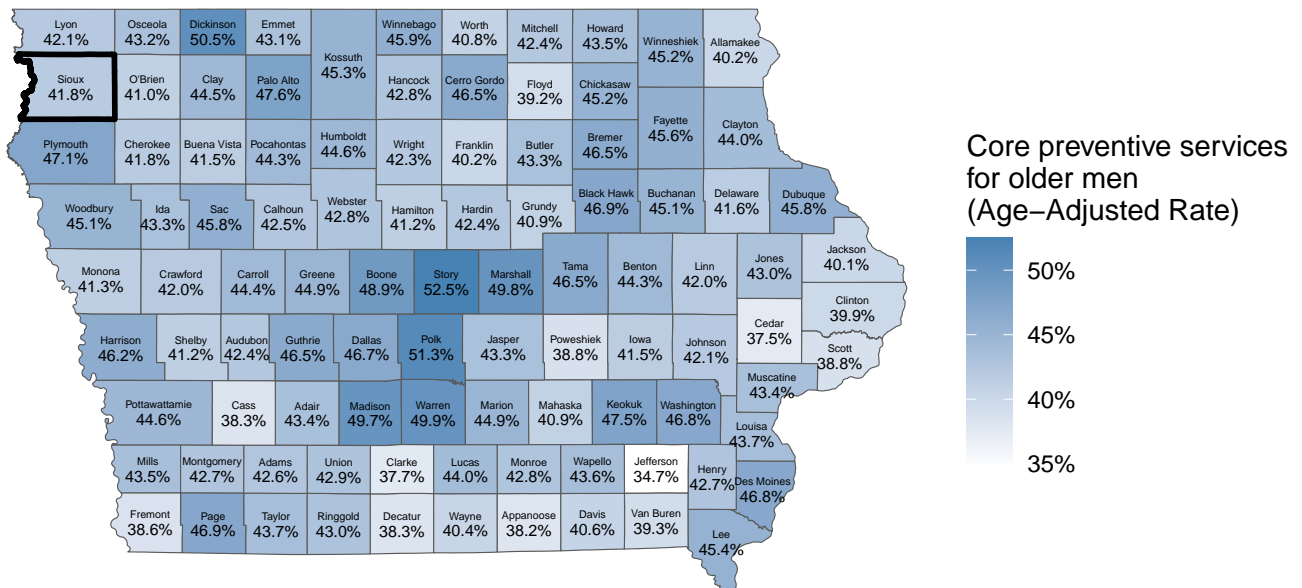 Lyon
42.1%
Osceola
43.2%
Dickinson
50.5%
Emmet
43.1%
Kossuth
45.3%
Winnebago
45.9%
Worth
40.8%
Mitchell
42.4%
Howard
43.5%
Winneshiek
45.2%
Allamakee
40.2%
Sioux
41.8%
O'Brien
41.0%
Clay
44.5%
Palo Alto
47.6%
Hancock
42.8%
Cerro Gordo
46.5%
Floyd
39.2%
Chickasaw
45.2%
Fayette
45.6%
Clayton
44.0%
Plymouth
47.1%
Cherokee
41.8%
Buena Vista
41.5%
Pocahontas
44.3%
Humboldt
44.6%
Wright
42.3%
Franklin
40.2%
Butler
43.3%
Bremer
46.5%
Woodbury
45.1%
Ida
43.3%
Sac
45.8%
Calhoun
42.5%
Webster
42.8%
Hamilton
41.2%
Hardin
42.4%
Grundy
40.9%
Black Hawk
46.9%
Buchanan
45.1%
Delaware
41.6%
Dubuque
45.8%
Monona
41.3%
Crawford
42.0%
Carroll
44.4%
Greene
44.9%
Boone
48.9%
Story
52.5%
Marshall
49.8%
Tama
46.5%
Benton
44.3%
Linn
42.0%
Jones
43.0%
Jackson
40.1%
Clinton
39.9%
Harrison
46.2%
Shelby
41.2%
Audubon
42.4%
Guthrie
46.5%
Dallas
46.7%
Polk
51.3%
Jasper
43.3%
Poweshiek
38.8%
Iowa
41.5%
Johnson
42.1%
Cedar
37.5%
Scott
38.8%
Muscatine
43.4%
Pottawattamie
44.6%
Cass
38.3%
Adair
43.4%
Madison
49.7%
Warren
49.9%
Marion
44.9%
Mahaska
40.9%
Keokuk
47.5%
Washington
46.8%
Louisa
43.7%
Mills
43.5%
Montgomery
42.7%
Adams
42.6%
Union
42.9%
Clarke
37.7%
Lucas
44.0%
Monroe
42.8%
Wapello
43.6%
Jefferson
34.7%
Henry
42.7%
Des Moines
46.8%
Fremont
38.6%
Page
46.9%
Taylor
43.7%
Ringgold
43.0%
Decatur
38.3%
Wayne
40.4%
Appanoose
38.2%
Davis
40.6%
Van Buren
39.3%
Lee
45.4%
Core preventive services
for older men
(Age−Adjusted Rate)
50%
45%
40%
35%